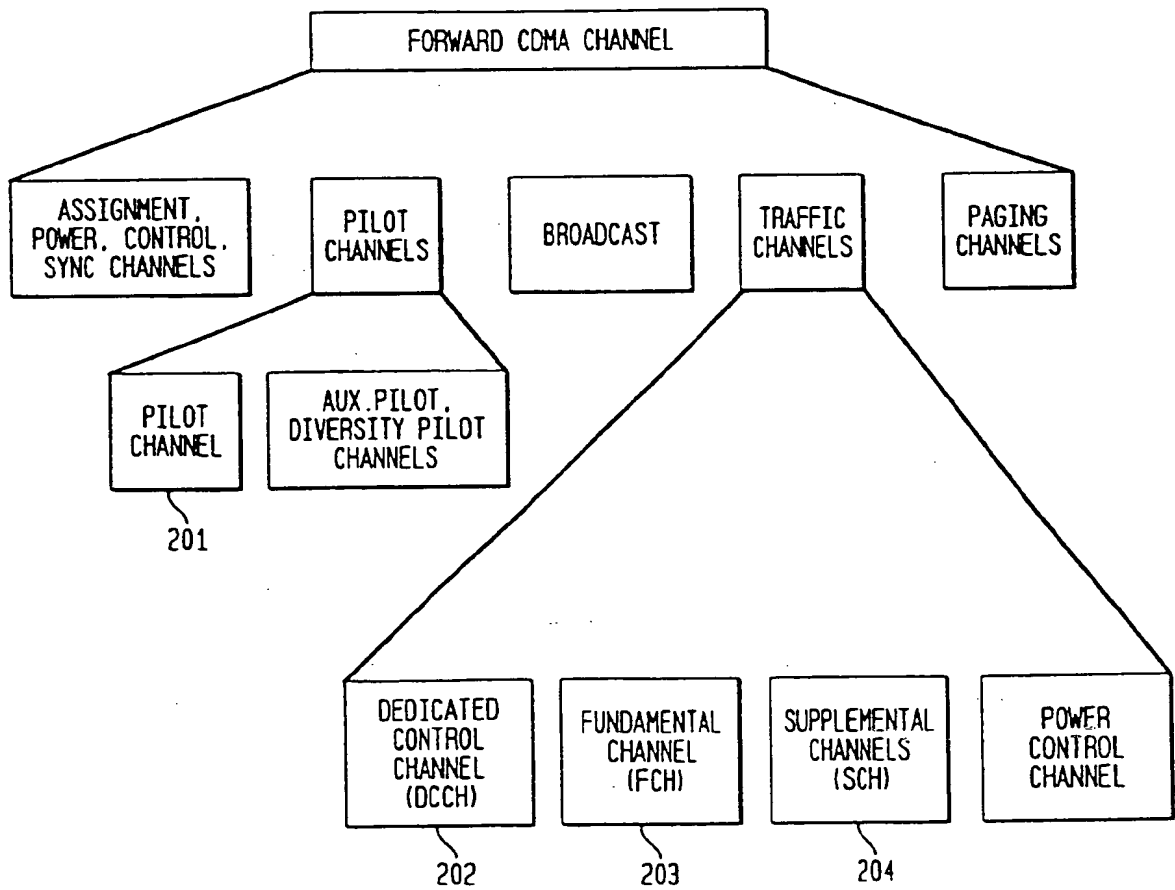 FORWARD CDMA CHANNEL
ASSIGNMENT,
POWER, CONTROL,
SYNC CHANNELS
PILOT
CHANNELS
BROADCAST
TRAFFIC
CHANNELS
PAGING
CHANNELS
PILOT
CHANNEL
AUX.PILOT,
DIVERSITY PILOT
CHANNELS
201
DEDICATED
CONTROL
CHANNEL
(DCCH)
FUNDAMENTAL
CHANNEL
(FCH)
SUPPLEMENTAL
CHANNELS
(SCH)
POWER
CONTROL
CHANNEL
202
203
204